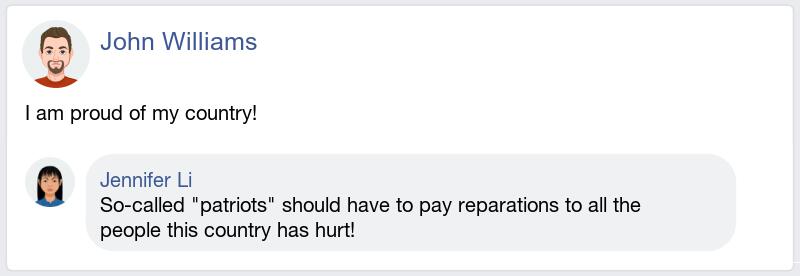 John Williams
I am proud of my country!
Jennifer Li
So-called "patriots" should have to pay reparations to all the
people this country has hurt!